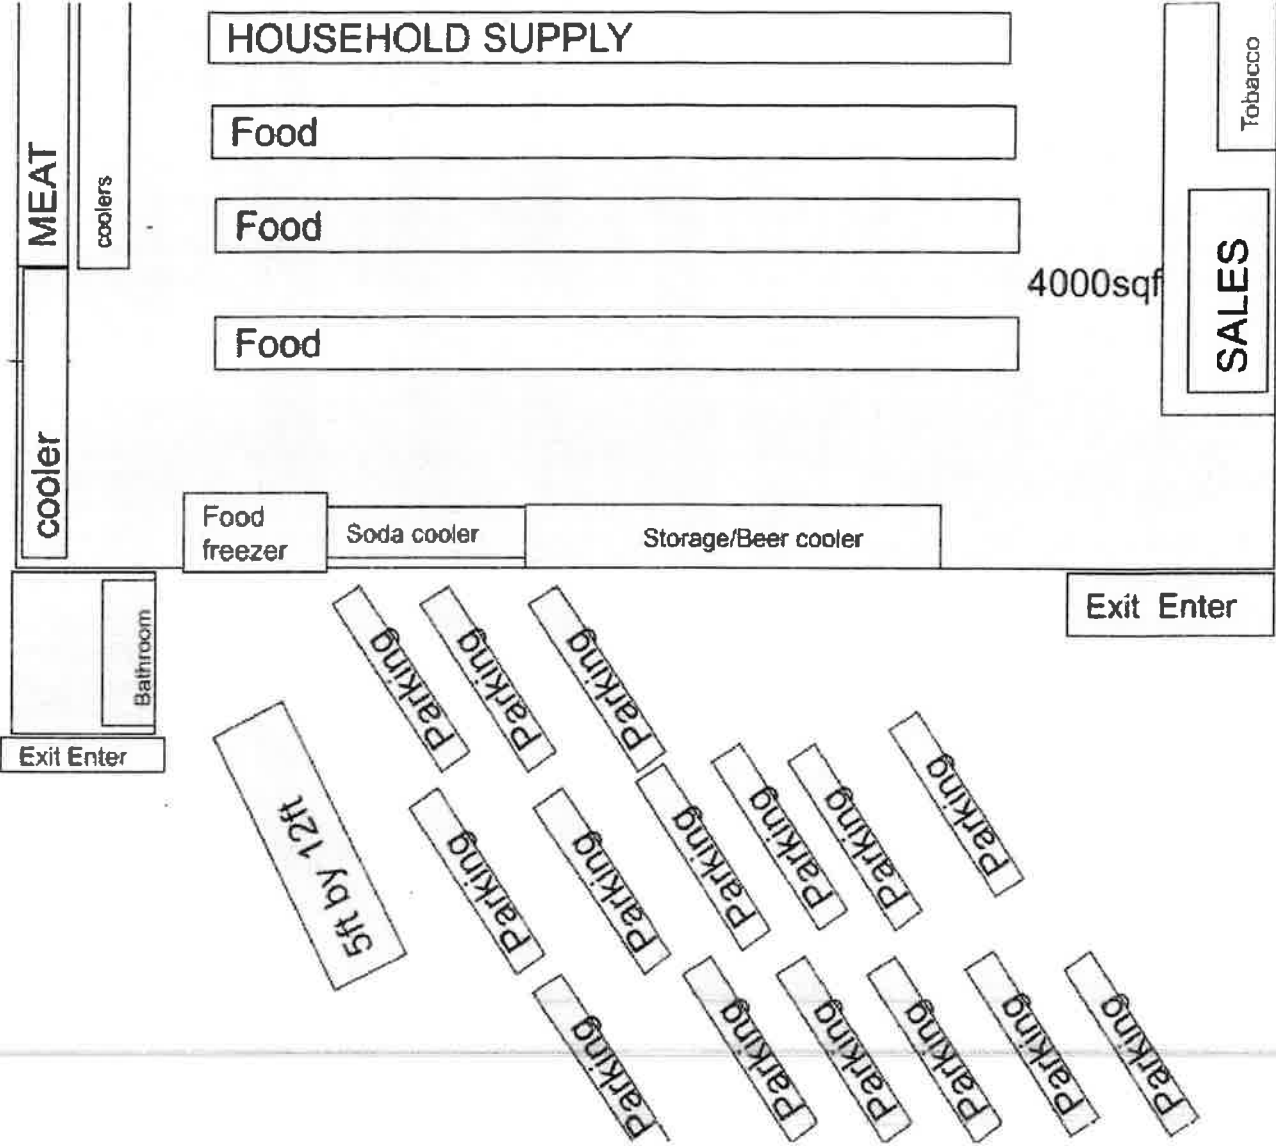 HOUSEHOLD SUPPLY
Tobacco
Food
MEAT
coolers
Food
4000sqf
SALES
Food
cooler
Food
freezer
Soda cooler
Storage/Beer cooler
Exit Enter
Bathroom
Exit Enter
Parking
Parking
Parking
5ft by 12ft
Parking
Parking
Parking
Parking
Parking
Parking
Parking
Parking
Parking
Parking
Parking
Parking